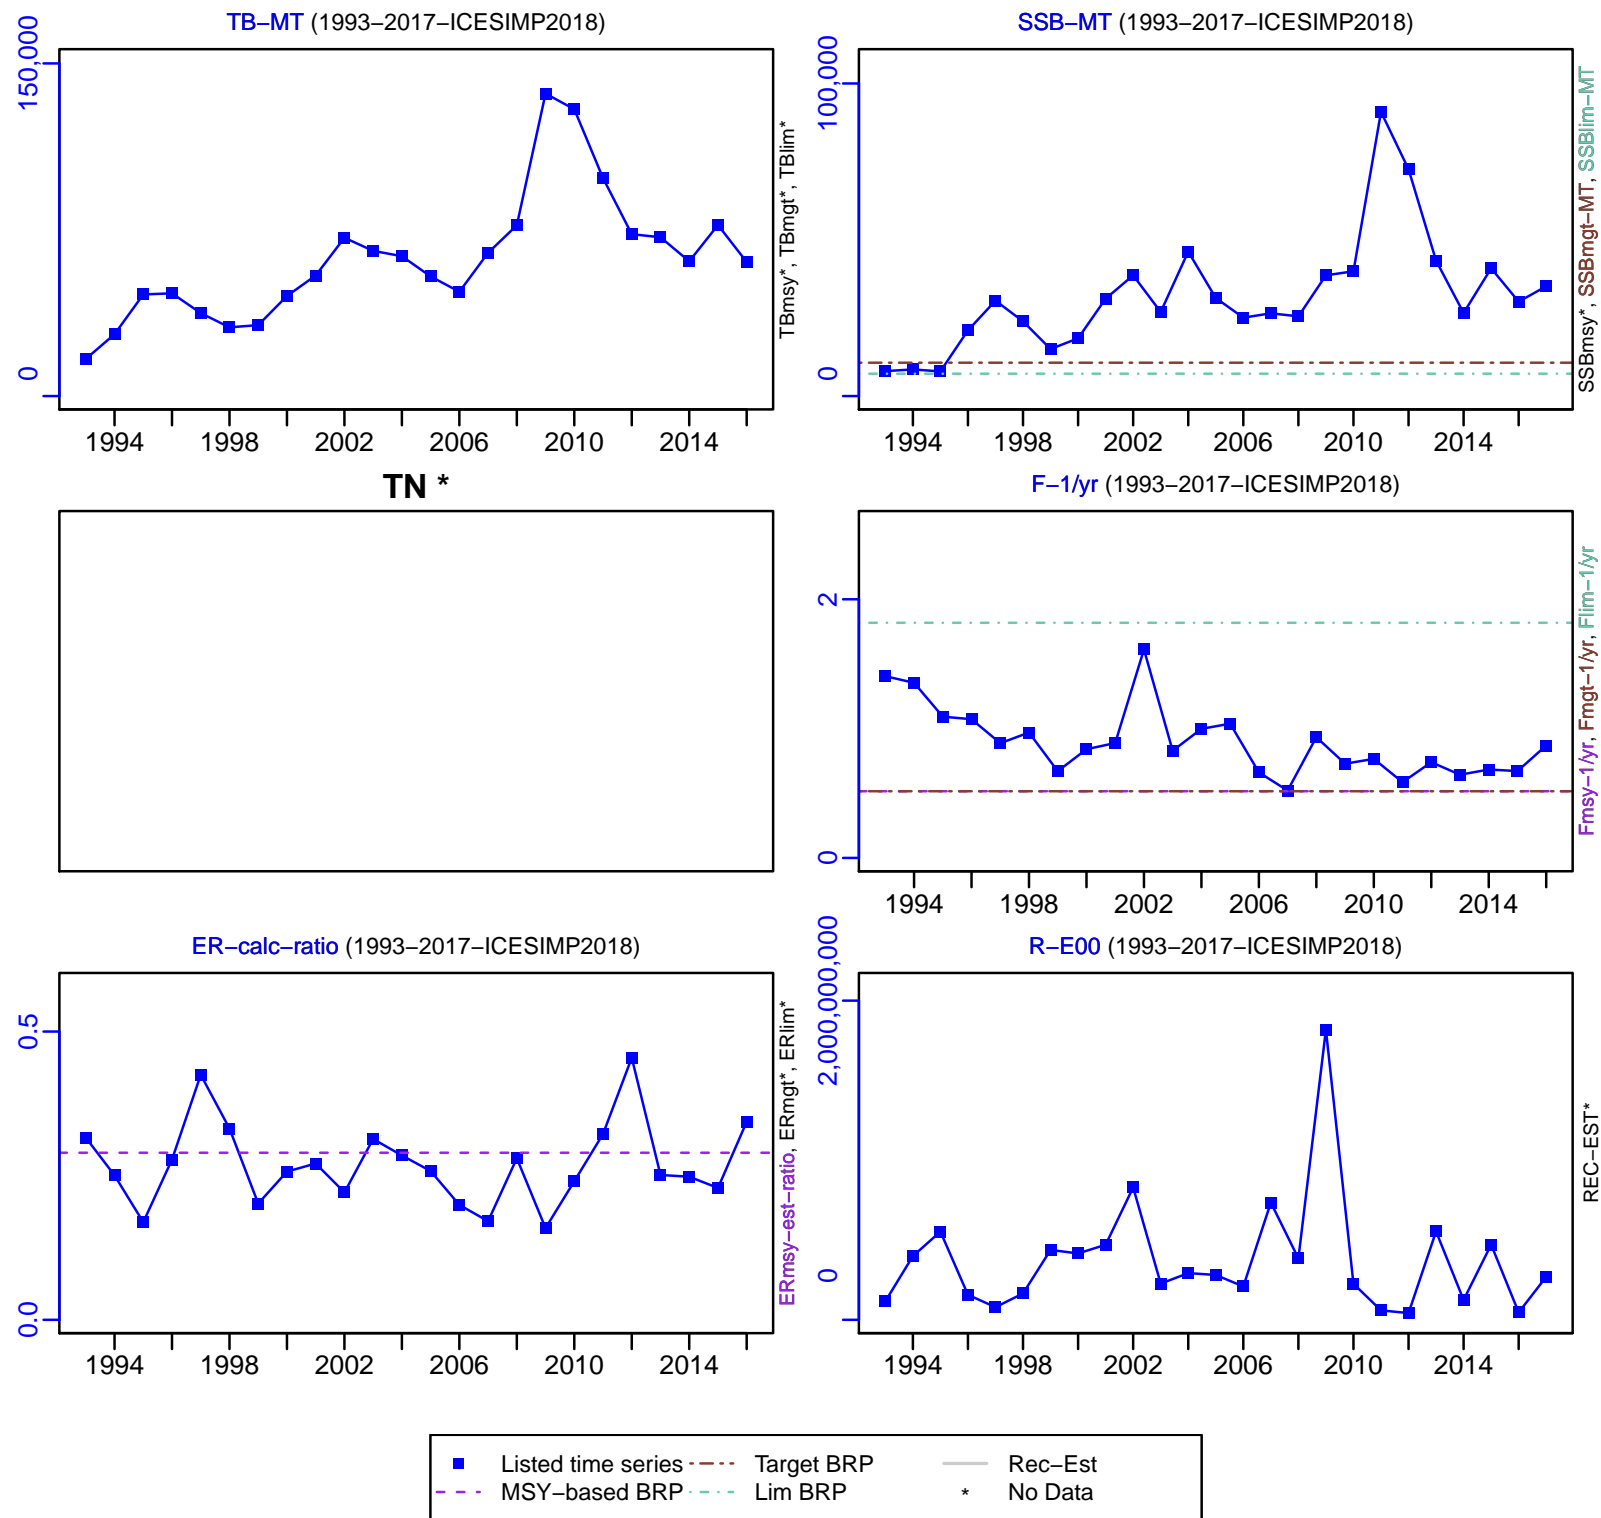 TB−MT (1993−2017−ICESIMP2018)
150,000
0
TBmsy*, TBmgt*, TBlim*
1994 1998 2002 2006 2010 2014
SSB−MT (1993−2017−ICESIMP2018)
100,000
0
SSBmsy*, SSBmgt−MT, SSBlim−MT
1994 1998 2002 2006 2010 2014
TN *
F−1/yr (1993−2017−ICESIMP2018)
2
0
Fmsy−1/yr, Fmgt−1/yr, Flim−1/yr
1994 1998 2002 2006 2010 2014
ER−calc−ratio (1993−2017−ICESIMP2018)
0.5
0.0
ERmsy−est−ratio, ERmgt*, ERlim*
1994 1998 2002 2006 2010 2014
R−E00 (1993−2017−ICESIMP2018)
2,000,000,000
0
REC−EST*
1994 1998 2002 2006 2010 2014
Listed time series Target BRP Rec−Est
MSY−based BRP Lim BRP * No Data